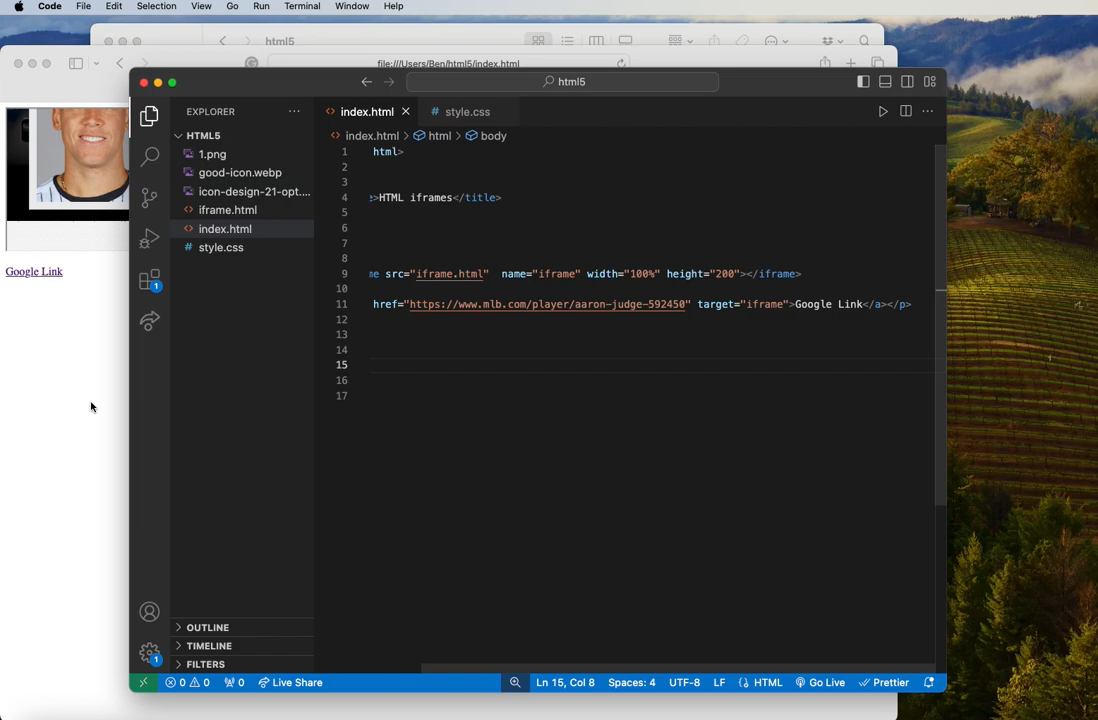 Code File Edit Selection View Go Run Terminal Window Help
html5
file:///Users/Ben/html5/index.html
html5
EXPLORER
index.html
style.css
HTML5
index.html > html > body
1.png
good-icon.webp
icon-design-21-opt....
iframe.html
index.html
style.css
1 html>
2
3
4 e>HTML iframes</title>
5
6
7
8
9 me src="iframe.html" name="iframe" width="100%" height="200"></iframe>
10
11 href="https://www.mlb.com/player/aaron-judge-592450" target="iframe">Google Link</a></p>
12
13
14
15
16
17
Google Link
1
1
OUTLINE
TIMELINE
FILTERS
0 0 0 Live Share Ln 15, Col 8 Spaces: 4 UTF-8 LF {} HTML Go Live Prettier